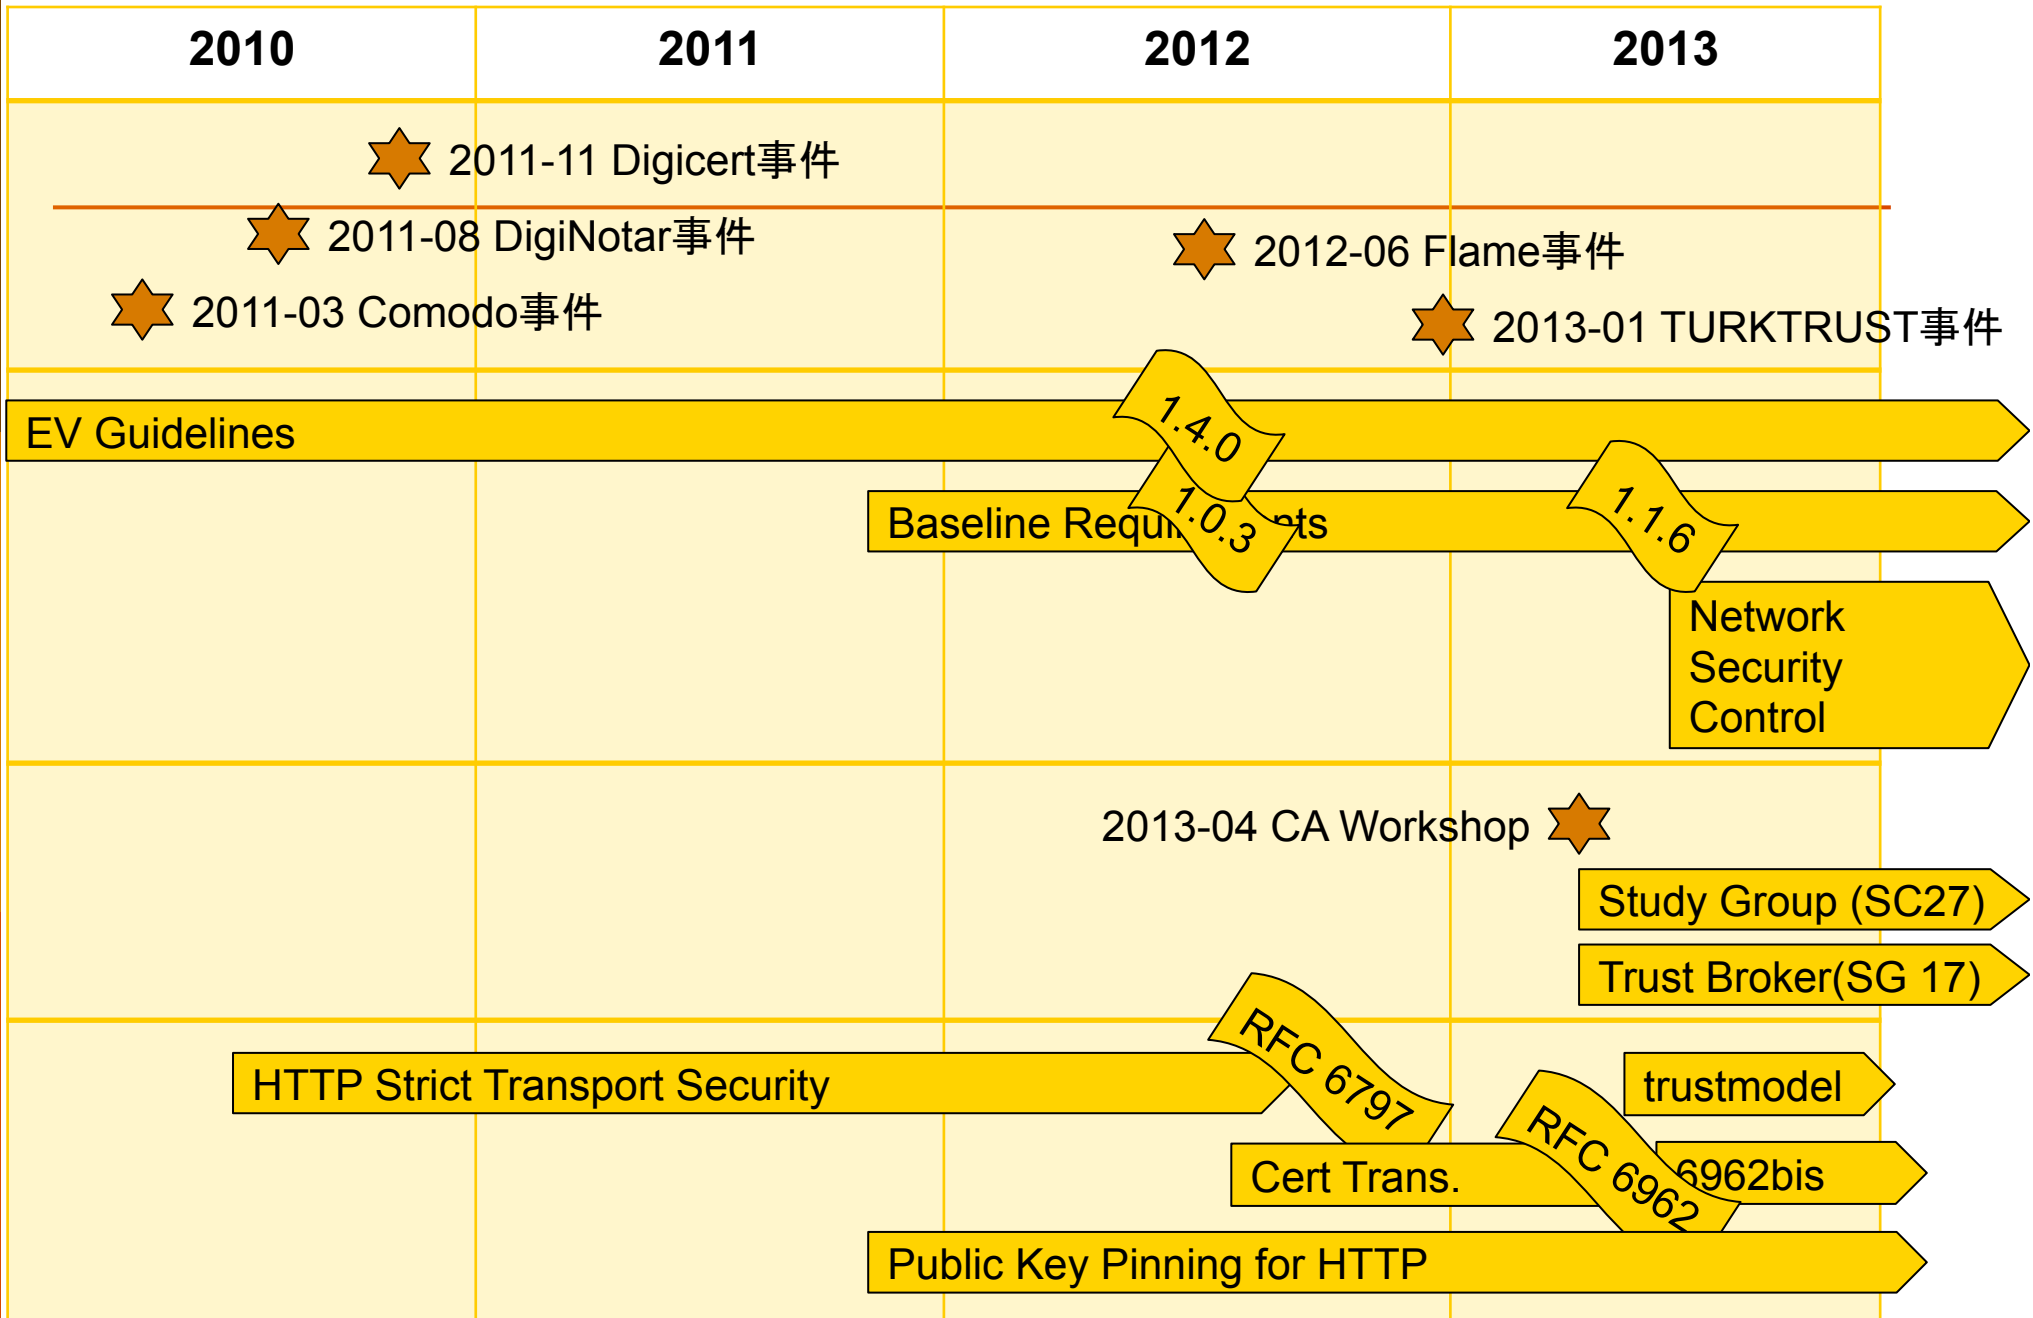 2010
2011
2012
2013
2011-11 Digicert事件
2011-08 DigiNotar事件
2012-06 Flame事件
2011-03 Comodo事件
2013-01 TURKTRUST事件
1.4.0
EV Guidelines
1.0.3
1.1.6
Baseline Requirements
Network
Security
Control
2013-04 CA Workshop
Study Group (SC27)
Trust Broker(SG 17)
RFC 6797
HTTP Strict Transport Security
trustmodel
RFC 6962
Cert Trans.
6962bis
Public Key Pinning for HTTP